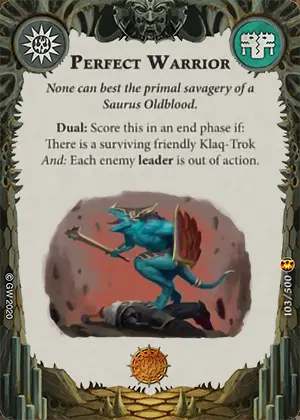 Perfect Warrior
None can best the primal savagery of a
Saurus Oldblood.
Dual: Score this in an end phase if:
There is a surviving friendly Klaq-Trok
And: Each enemy leader is out of action.
© GW 2020
103/500